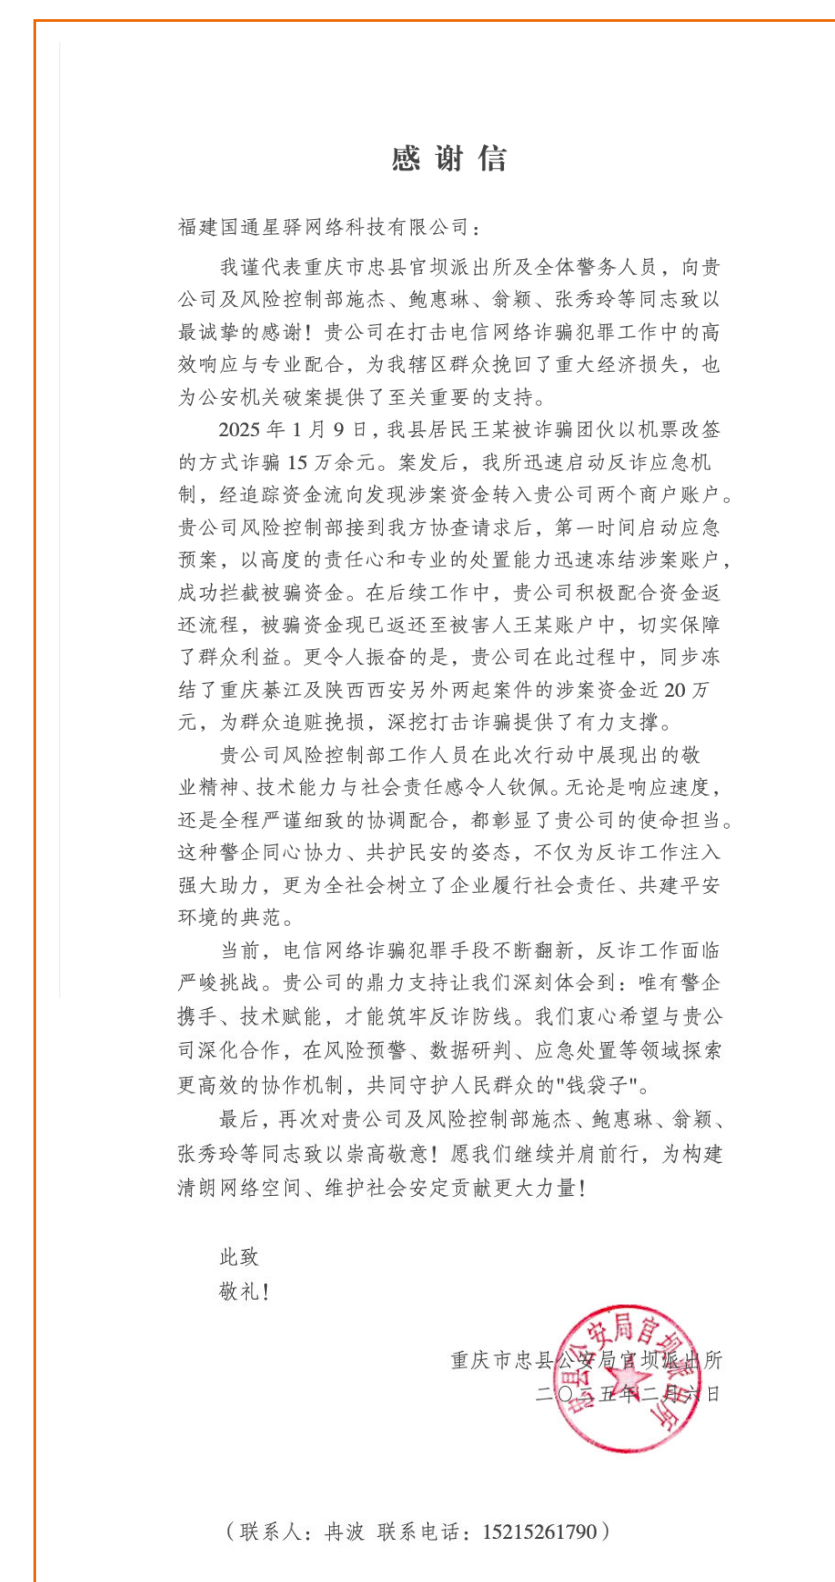 感谢信
福建国通星驿网络科技有限公司：
我谨代表重庆市忠县官坝派出所及全体警务人员，向贵
公司及风险控制部施杰、鲍惠琳、翁颖、张秀玲等同志致以
最诚挚的感谢！贵公司在打击电信网络诈骗犯罪工作中的高
效响应与专业配合，为我辖区群众挽回了重大经济损失，也
为公安机关破案提供了至关重要的支持。
2025年1月9日，我县居民王某被诈骗团伙以机票改签
的方式诈骗15万余元。案发后，我所迅速启动反诈应急机
制，经追踪资金流向发现涉案资金转入贵公司两个商户账户。
贵公司风险控制部接到我方协查请求后，第一时间启动应急
预案，以高度的责任心和专业的处置能力迅速冻结涉案账户，
成功拦截被骗资金。在后续工作中，贵公司积极配合资金返
还流程，被骗资金现已返还至被害人王某账户中，切实保障
了群众利益。更令人振奋的是，贵公司在此过程中，同步冻
结了重庆綦江及陕西西安另外两起案件的涉案资金近20万
元，为群众追赃挽损，深挖打击诈骗提供了有力支撑。
贵公司风险控制部工作人员在此次行动中展现出的敬
业精神、技术能力与社会责任感令人钦佩。无论是响应速度，
还是全程严谨细致的协调配合，都彰显了贵公司的使命担当。
这种警企同心协力、共护民安的姿态，不仅为反诈工作注入
强大助力，更为全社会树立了企业履行社会责任、共建平安
环境的典范。
当前，电信网络诈骗犯罪手段不断翻新，反诈工作面临
严峻挑战。贵公司的鼎力支持让我们深刻体会到：唯有警企
携手、技术赋能，才能筑牢反诈防线。我们衷心希望与贵公
司深化合作，在风险预警、数据研判、应急处置等领域探索
更高效的协作机制，共同守护人民群众的"钱袋子"。
最后，再次对贵公司及风险控制部施杰、鲍惠琳、翁颖、
张秀玲等同志致以崇高敬意！愿我们继续并肩前行，为构建
清朗网络空间、维护社会安定贡献更大力量！
此致
敬礼！
重庆市忠县公安局官坝派出所
二〇二五年二月六日
忠县公安局官坝派出所
（联系人：冉波 联系电话：15215261790）